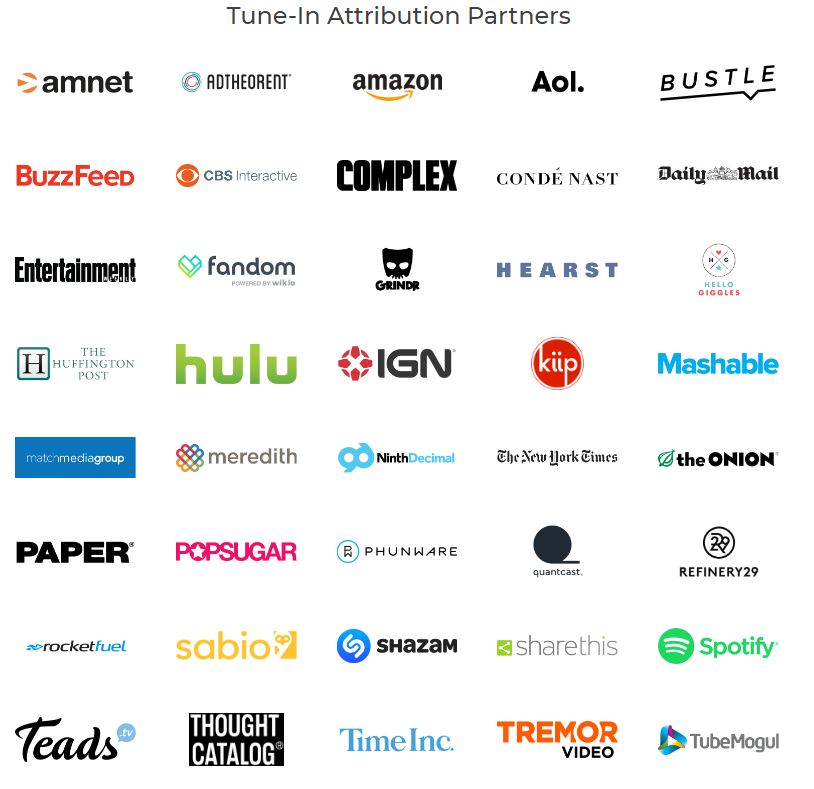 Tune-In Attribution Partners
amnet
ADTHEORENT®
amazon
Aol.
BUSTLE
BuzzFeed
CBS Interactive
COMPLEX
CONDÉ NAST
Daily Mail
Entertainment
fandom
POWERED BY wikia
GRINDR
HEARST
H G
HELLO
GIGGLES
H
THE
HUFFINGTON
POST
hulu
IGN®
kiip
Mashable
matchmediagroup
meredith
NinthDecimal
The New York Times
the ONION®
PAPER®
POPSUGAR
PHUNWARE
quantcast.
R29
REFINERY29
rocketfuel
sabio
SHAZAM
sharethis
Spotify®
Teads .tv
THOUGHT
CATALOG®
Time Inc.
TREMOR
VIDEO
TubeMogul